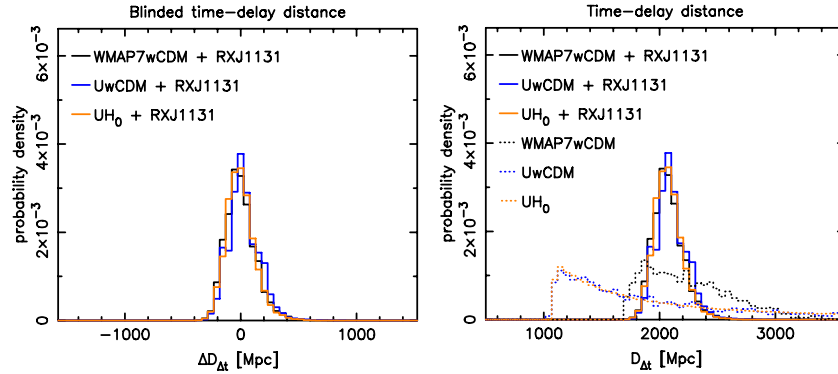 Blinded time-delay distance
probability density
6×10⁻³
4×10⁻³
2×10⁻³
0
WMAP7wCDM + RXJ1131
UwCDM + RXJ1131
UH₀ + RXJ1131
−1000
0
1000
ΔD_Δt [Mpc]
Time-delay distance
probability density
6×10⁻³
4×10⁻³
2×10⁻³
0
WMAP7wCDM + RXJ1131
UwCDM + RXJ1131
UH₀ + RXJ1131
WMAP7wCDM
UwCDM
UH₀
1000
2000
3000
D_Δt [Mpc]